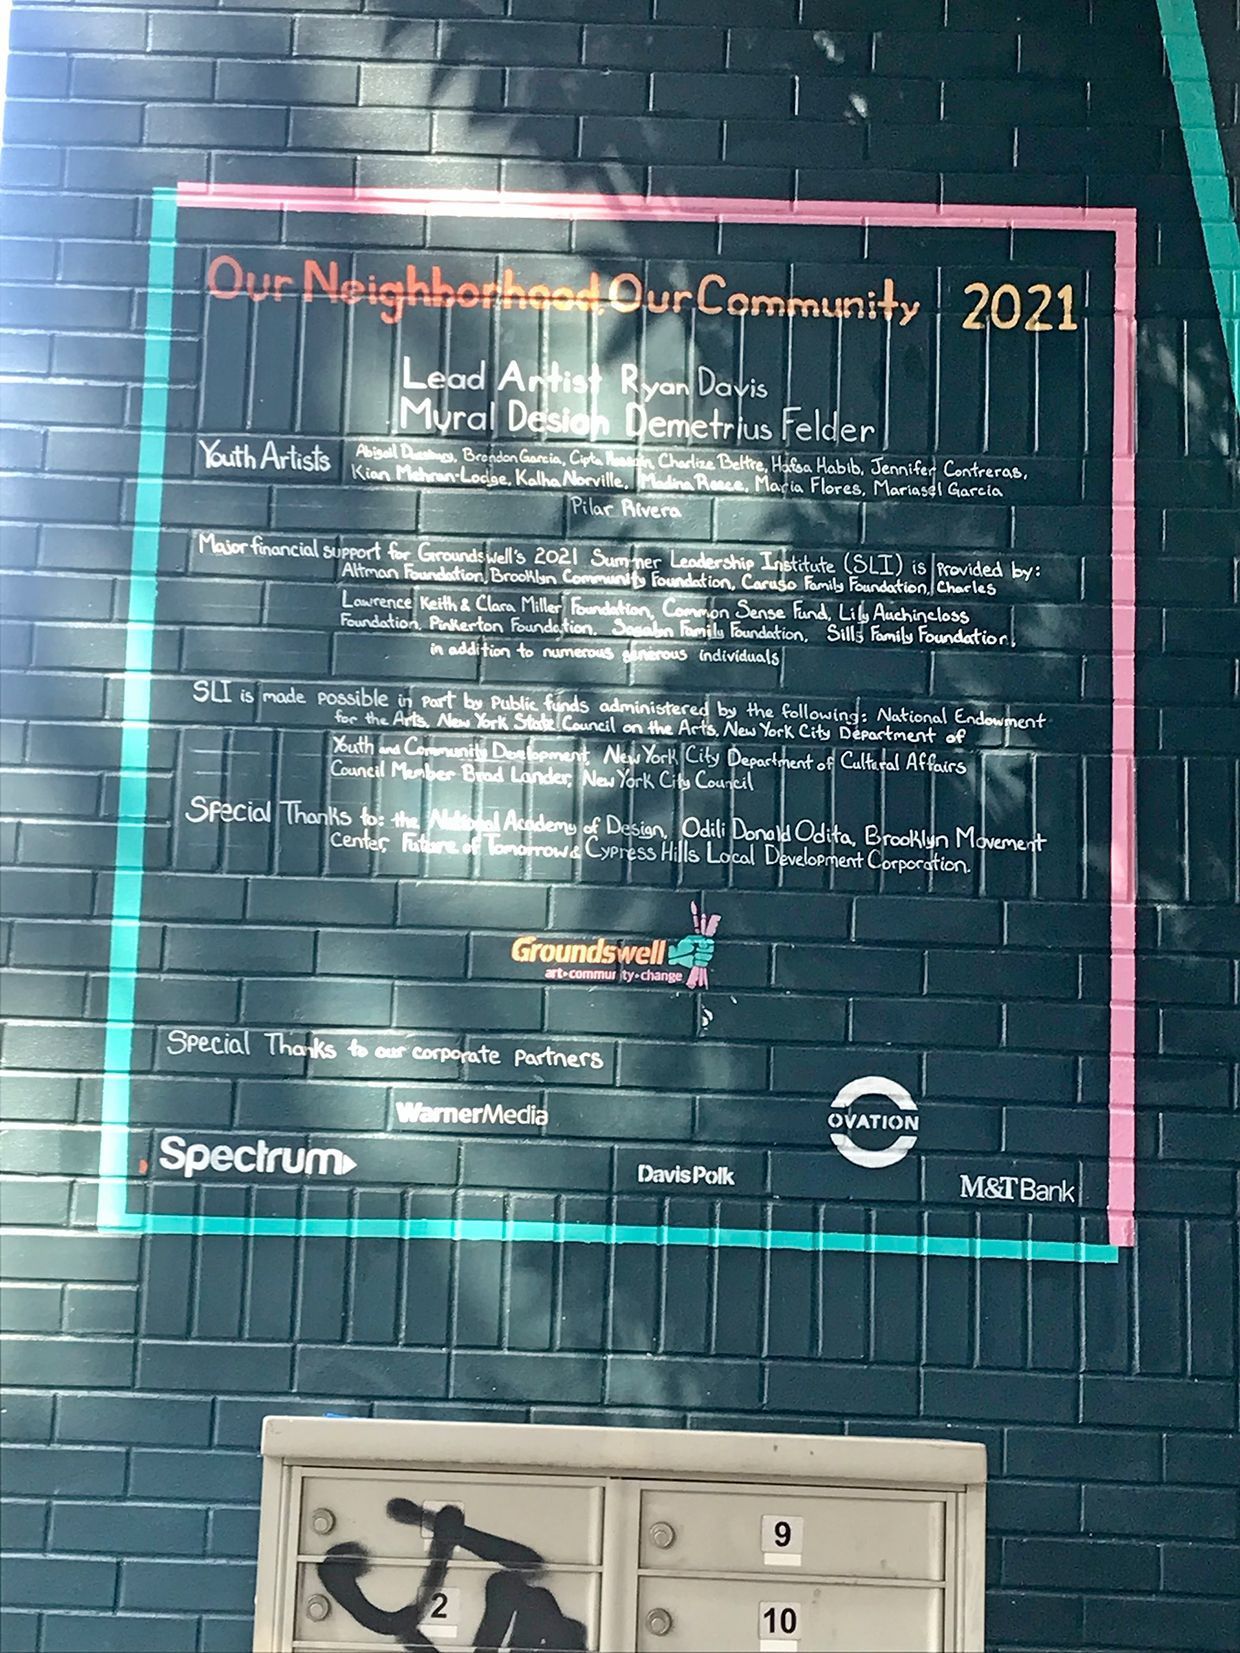 Our Neighborhood, Our Community 2021
Lead Artist Ryan Davis
Mural Design Demetrius Felder
Youth Artists Abigail Brandon Garcia, Cipta Charlize Beltre, Hafsa Habib, Jennifer Contreras,
Kian Mehran-Lodge, Kalha Norville, Madina Reece, Maria Flores, Mariasel Garcia
Pilar Rivera
Major financial support for Groundswell's 2021 Summer Leadership Institute (SLI) is Provided by:
Altman Foundation, Brooklyn Community Foundation, Caruso Family Foundation, Charles
Lawrence Keith & Clara Miller Foundation, Common Sense Fund, Lily Auchincloss
Foundation, Pinkerton Foundation, Family Foundation, Sills Family Foundation,
in addition to numerous generous individuals
SLI is made possible in part by Public funds administered by the following: National Endowment
for the Arts, New York State Council on the Arts, New York City Department of
Youth and Community Development, New York City Department of Cultural Affairs
Council Member Brad Lander, New York City Council
Special Thanks to: the National Academy of Design, Odili Donald Odita, Brooklyn Movement
Center, Future of Tomorrow & Cypress Hills Local Development Corporation.
Groundswell
art•community•change
Special Thanks to our corporate Partners
WarnerMedia
OVATION
Spectrum
DavisPolk
M&T Bank
9
2
10